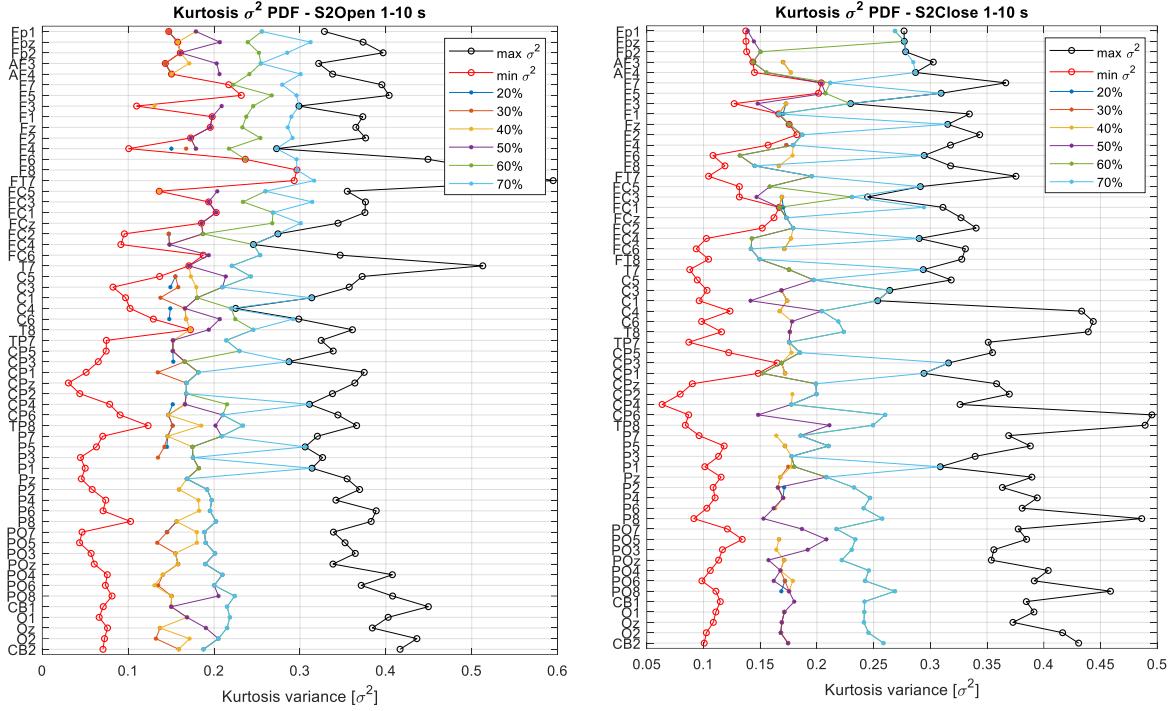 Kurtosis σ² PDF - S2Open 1-10 s
Fp1
Fpz
Fp2
AF3
AF4
F7
F5
F3
F1
Fz
F2
F4
F6
F8
FT7
FC5
FC3
FC1
FCz
FC2
FC4
FC6
T7
C5
C3
C1
C4
C6
T8
TP7
CP5
CP3
CP1
CPz
CP2
CP4
CP6
TP8
P7
P5
P3
P1
Pz
P2
P4
P6
P8
PO7
PO5
PO3
POz
PO4
PO6
PO8
CB1
O1
Oz
O2
CB2
0 0.1 0.2 0.3 0.4 0.5 0.6
Kurtosis variance [σ²]
max σ²
min σ²
20%
30%
40%
50%
60%
70%
Kurtosis σ² PDF - S2Close 1-10 s
Fp1
Fpz
Fp2
AF3
AF4
F7
F5
F3
F1
Fz
F2
F4
F6
F8
FT7
FC5
FC3
FC1
FCz
FC2
FC4
FC6
FT8
T7
C5
C3
C1
C4
C6
T8
TP7
CP5
CP3
CP1
CPz
CP2
CP4
CP6
TP8
P7
P5
P3
P1
Pz
P2
P4
P6
P8
PO7
PO5
PO3
POz
PO4
PO6
PO8
CB1
O1
Oz
O2
CB2
0.05 0.1 0.15 0.2 0.25 0.3 0.35 0.4 0.45 0.5
Kurtosis variance [σ²]
max σ²
min σ²
20%
30%
40%
50%
60%
70%